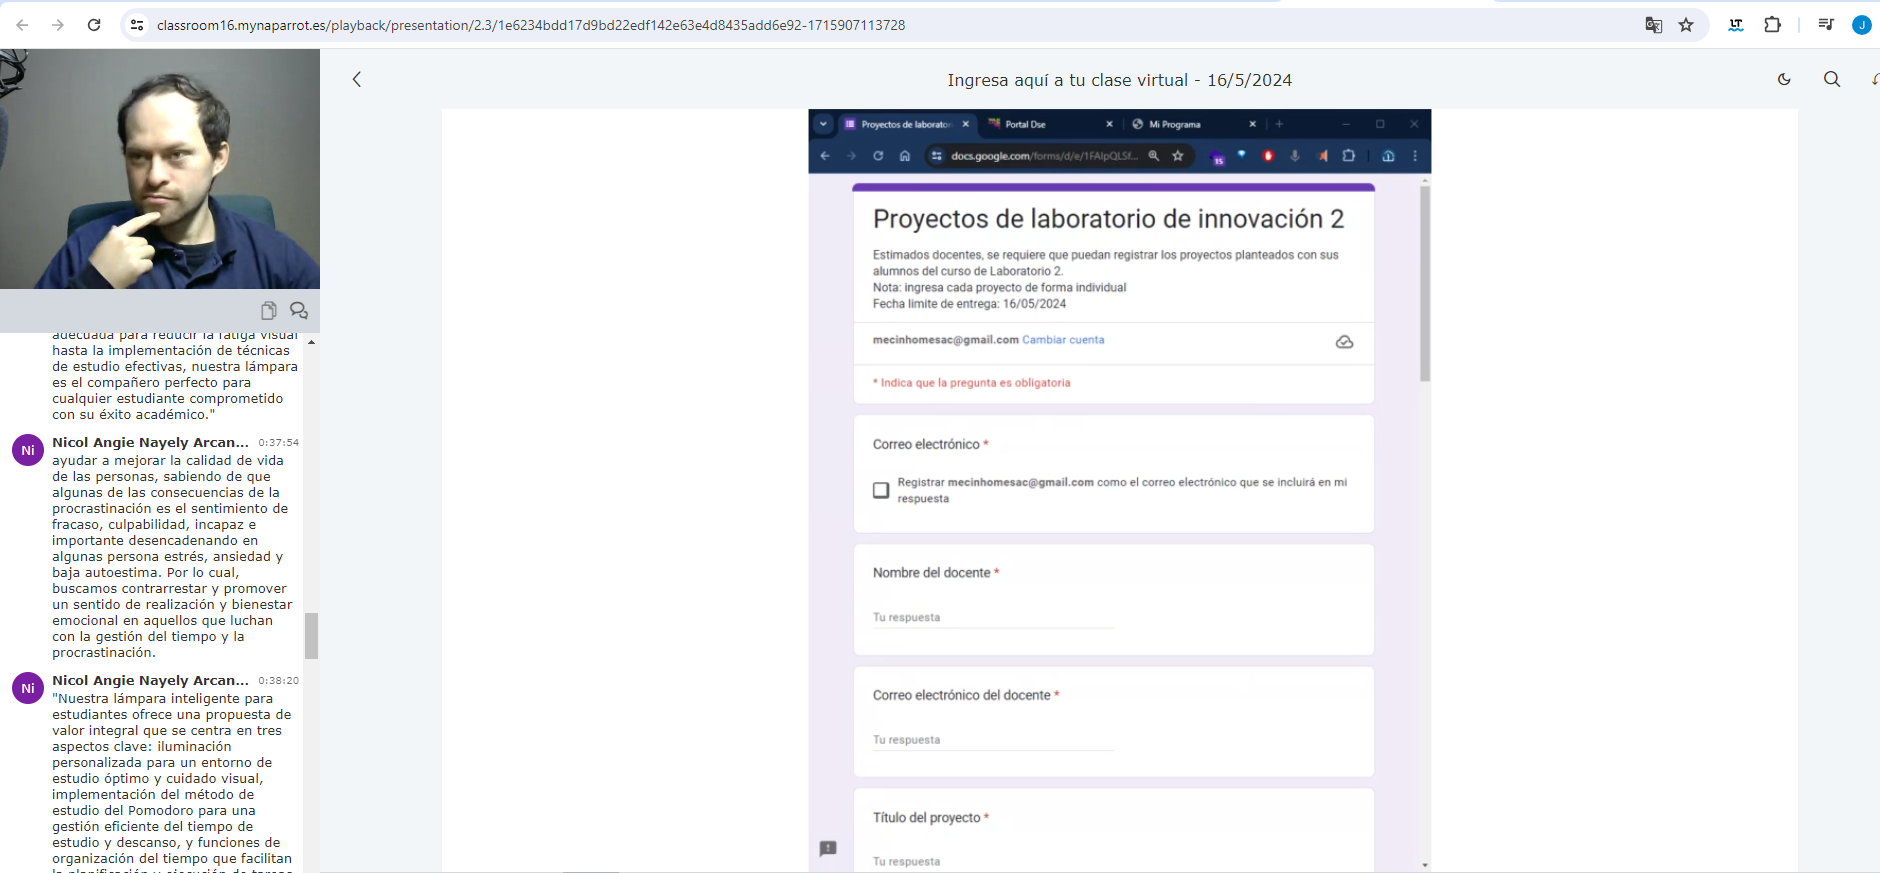 classroom16.mynaparrot.es/playback/presentation/2.3/1e6234bdd17d9bd22edf142e63e4d8435add6e92-1715907113728
LT
J
Ingresa aquí a tu clase virtual - 16/5/2024
adecuada para reducir la fatiga visual
hasta la implementación de técnicas
de estudio efectivas, nuestra lámpara
es el compañero perfecto para
cualquier estudiante comprometido
con su éxito académico."
Ni
Nicol Angie Nayely Arcan... 0:37:54
ayudar a mejorar la calidad de vida
de las personas, sabiendo de que
algunas de las consecuencias de la
procrastinación es el sentimiento de
fracaso, culpabilidad, incapaz e
importante desencadenando en
algunas persona estrés, ansiedad y
baja autoestima. Por lo cual,
buscamos contrarrestar y promover
un sentido de realización y bienestar
emocional en aquellos que luchan
con la gestión del tiempo y la
procrastinación.
Ni
Nicol Angie Nayely Arcan... 0:38:20
"Nuestra lámpara inteligente para
estudiantes ofrece una propuesta de
valor integral que se centra en tres
aspectos clave: iluminación
personalizada para un entorno de
estudio óptimo y cuidado visual,
implementación del método de
estudio del Pomodoro para una
gestión eficiente del tiempo de
estudio y descanso, y funciones de
organización del tiempo que facilitan
Proyectos de laborator
Portal Dse
Mi Programa
docs.google.com/forms/d/e/1FAIpQLSf...
15
Proyectos de laboratorio de innovación 2
Estimados docentes, se requiere que puedan registrar los proyectos planteados con sus
alumnos del curso de Laboratorio 2.
Nota: ingresa cada proyecto de forma individual
Fecha limite de entrega: 16/05/2024
mecinhomesac@gmail.com Cambiar cuenta
* Indica que la pregunta es obligatoria
Correo electrónico *
Registrar mecinhomesac@gmail.com como el correo electrónico que se incluirá en mi
respuesta
Nombre del docente *
Tu respuesta
Correo electrónico del docente *
Tu respuesta
Título del proyecto *
Tu respuesta